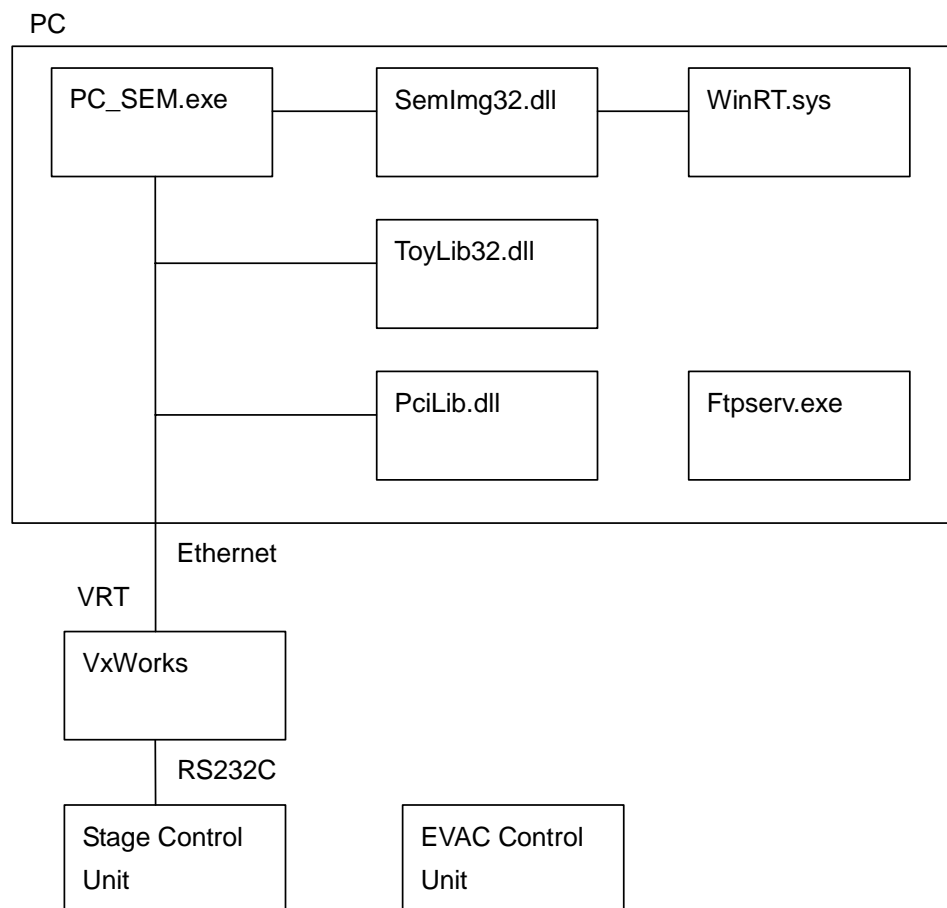 PC
PC_SEM.exe
SemImg32.dll
WinRT.sys
ToyLib32.dll
PciLib.dll
Ftpserv.exe
Ethernet
VRT
VxWorks
RS232C
Stage Control
Unit
EVAC Control
Unit